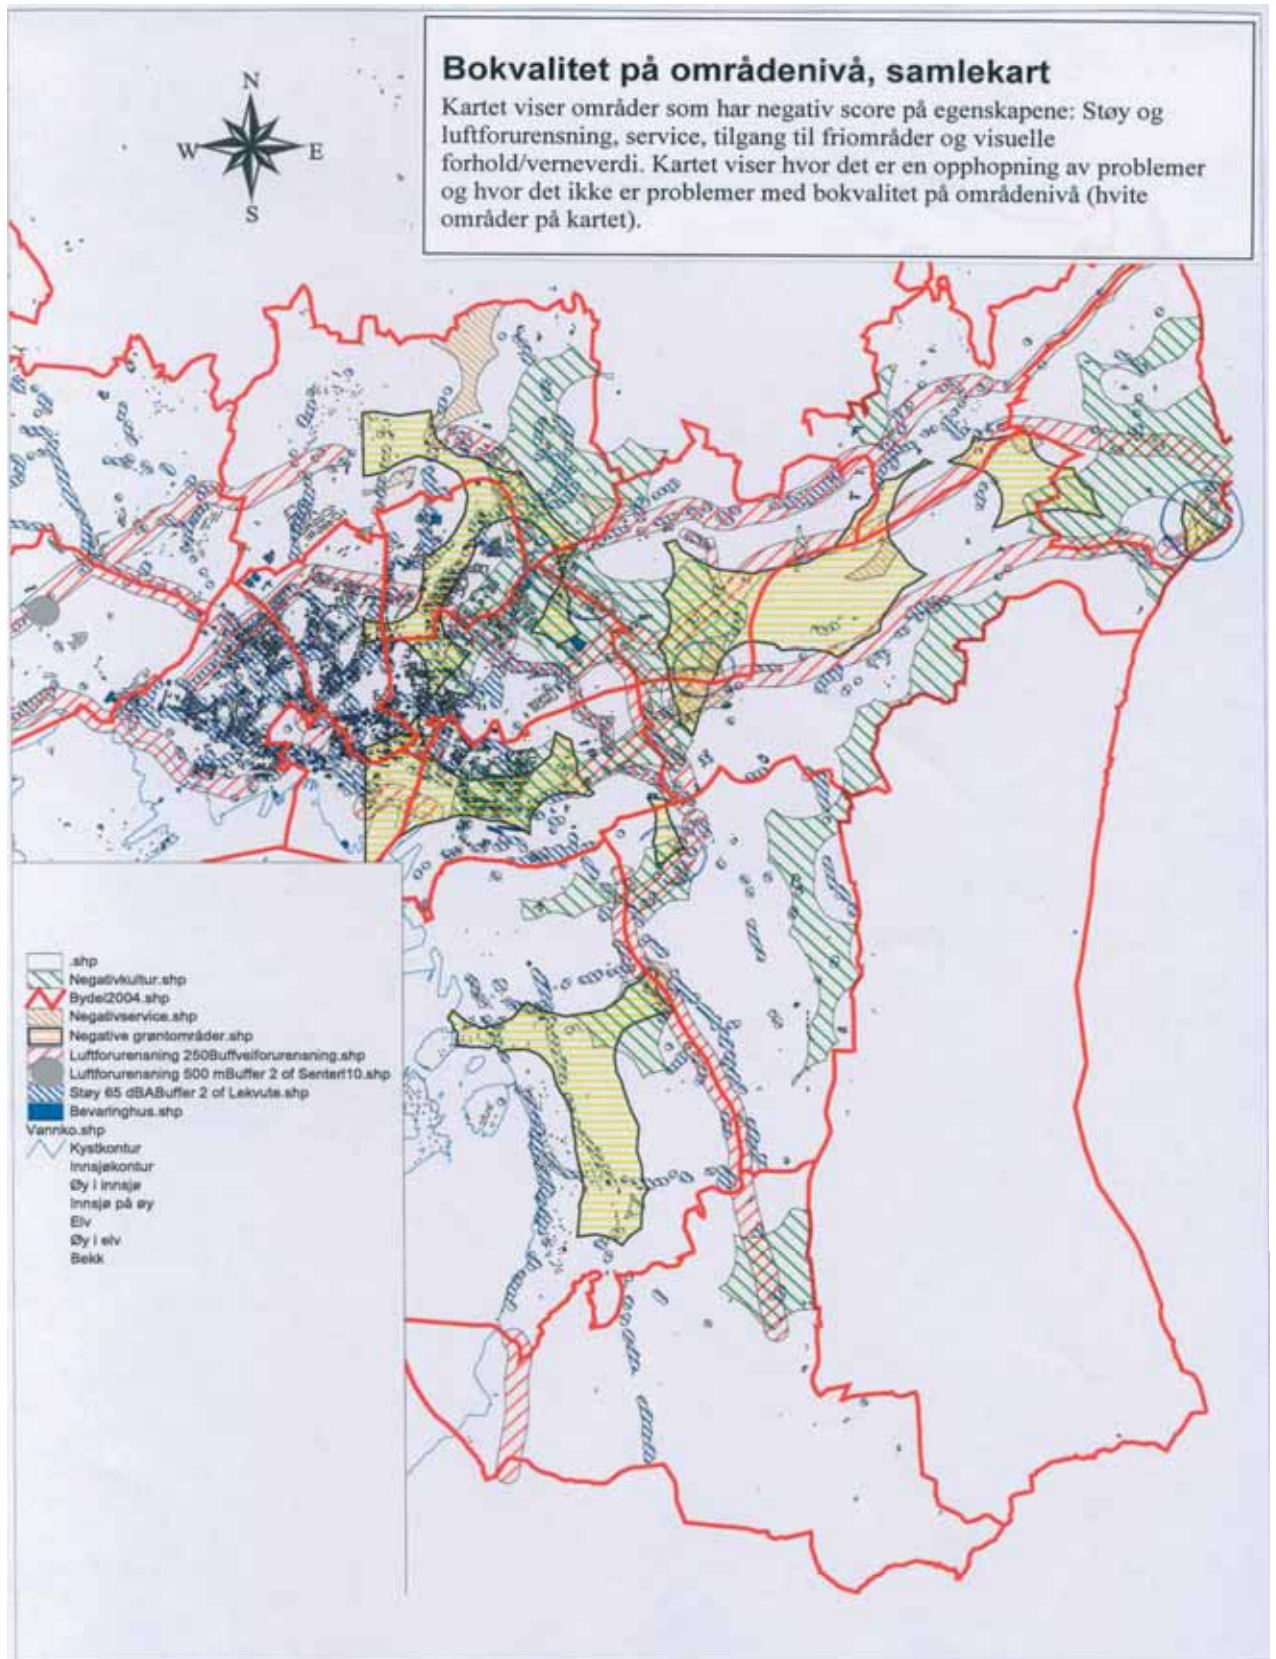 Bokvalitet på områdenivå, samlekart
Kartet viser områder som har negativ score på egenskapene: Støy og
luftforurensning, service, tilgang til friområder og visuelle
forhold/verneverdi. Kartet viser hvor det er en opphopning av problemer
og hvor det ikke er problemer med bokvalitet på områdenivå (hvite
områder på kartet).
N
W E
S
.shp
Negativkultur.shp
Bydel2004.shp
Negativservice.shp
Negative grøntområder.shp
Luftforurensning 250Buffveiforurensning.shp
Luftforurensning 500 mBuffer 2 of Senterl10.shp
Støy 65 dBABuffer 2 of Lekvute.shp
Bevaringhus.shp
Vannko.shp
Kystkontur
Innsjøkontur
Øy i innsjø
Innsjø på øy
Elv
Øy i elv
Bekk